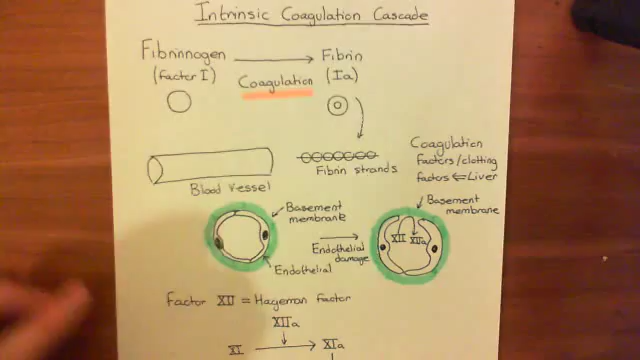 Intrinsic Coagulation Cascade
Fibrinnogen
(factor I)
Coagulation
Fibrin
(Ia)
Blood Vessel
Fibrin strands
Coagulation
factors/clotting
factors ⇐ Liver
Basement
membrane
Endothelial
Endothelial
damage
Basement
membrane
XII
XIIa
Factor XII = Hageman factor
XIIa
XI
XIa